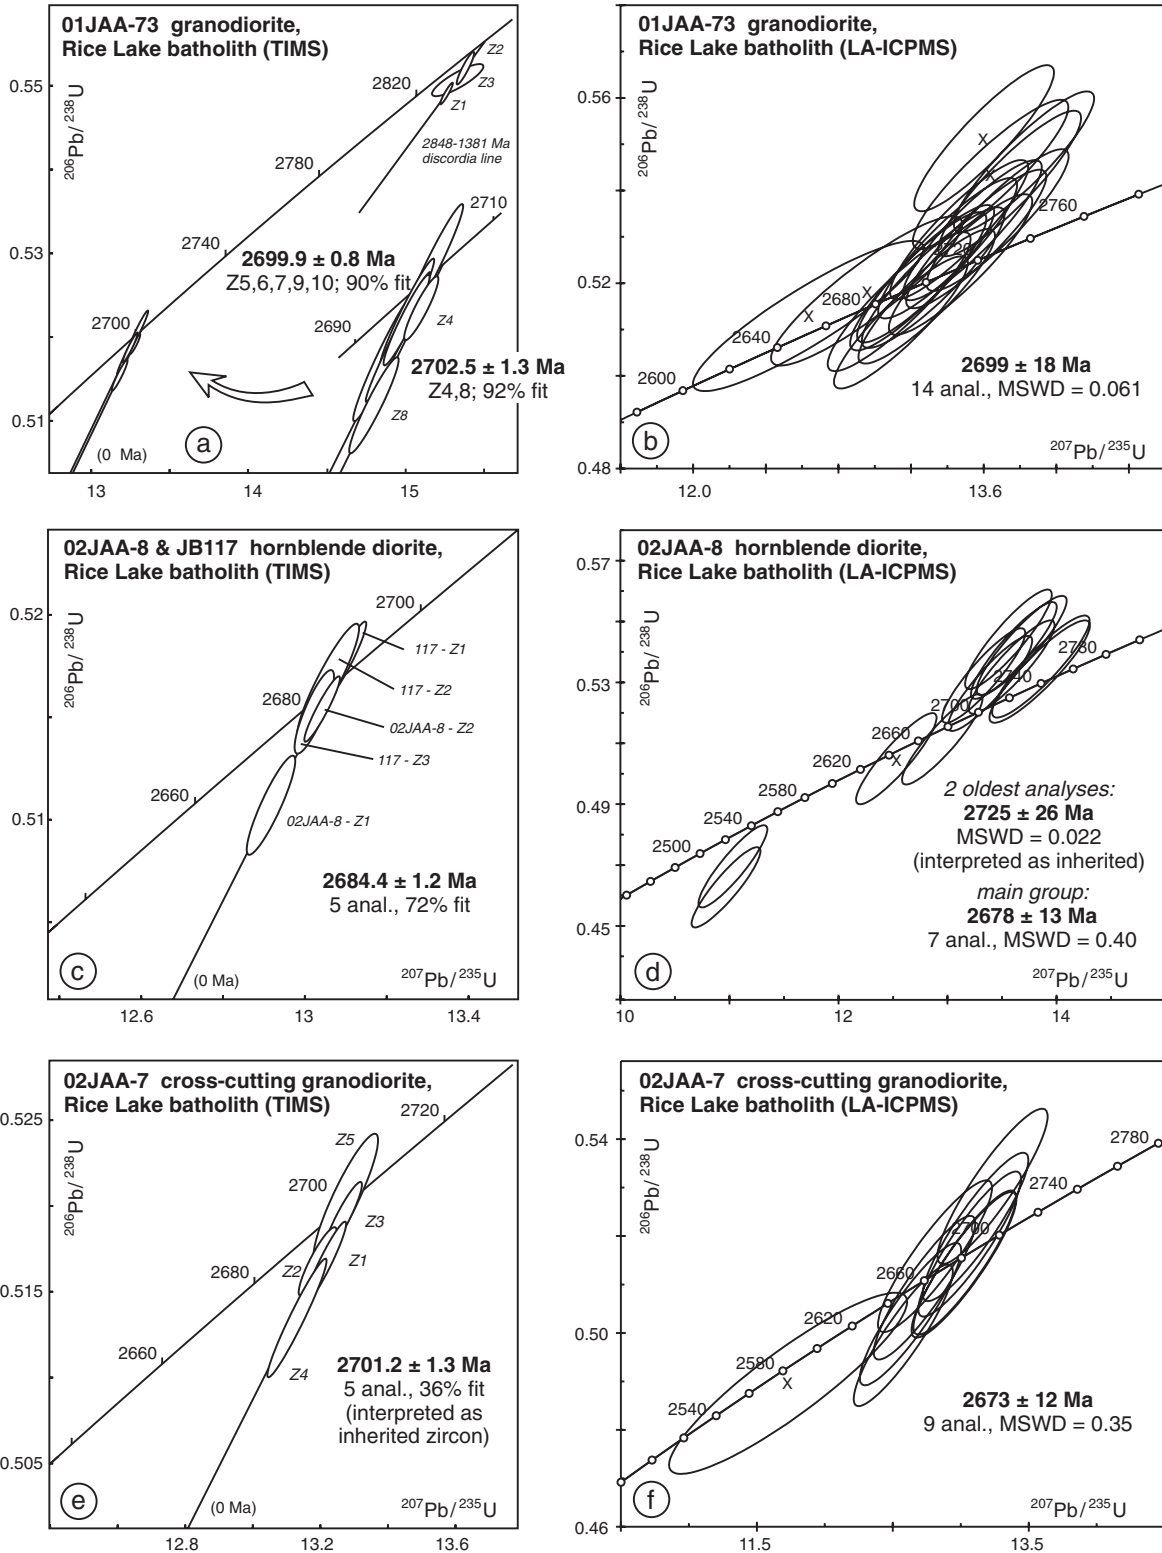 01JAA-73 granodiorite,
Rice Lake batholith (TIMS)
206Pb/ 238U
0.55
0.53
0.51
2820
2780
2740
2700
2710
2690
Z2
Z3
Z1
2848-1381 Ma
discordia line
2699.9 ± 0.8 Ma
Z5,6,7,9,10; 90% fit
Z4
2702.5 ± 1.3 Ma
Z4,8; 92% fit
Z8
(0 Ma)
a
13
14
15
01JAA-73 granodiorite,
Rice Lake batholith (LA-ICPMS)
206Pb/ 238U
0.56
0.52
0.48
X
X
X
X
2760
2720
2680
2640
2600
2699 ± 18 Ma
14 anal., MSWD = 0.061
b
207Pb/ 235U
12.0
13.6
02JAA-8 & JB117 hornblende diorite,
Rice Lake batholith (TIMS)
206Pb/ 238U
0.52
0.51
2700
2680
2660
117 - Z1
117 - Z2
02JAA-8 - Z2
117 - Z3
02JAA-8 - Z1
2684.4 ± 1.2 Ma
5 anal., 72% fit
(0 Ma)
c
207Pb/ 235U
12.6
13
13.4
02JAA-8 hornblende diorite,
Rice Lake batholith (LA-ICPMS)
206Pb/ 238U
0.57
0.53
0.49
0.45
2780
2740
2700
2660
2620
2580
2540
2500
X
2 oldest analyses:
2725 ± 26 Ma
MSWD = 0.022
(interpreted as inherited)
main group:
2678 ± 13 Ma
7 anal., MSWD = 0.40
d
207Pb/ 235U
10
12
14
02JAA-7 cross-cutting granodiorite,
Rice Lake batholith (TIMS)
206Pb/ 238U
0.525
0.515
0.505
2720
2700
2680
2660
Z5
Z3
Z1
Z2
Z4
2701.2 ± 1.3 Ma
5 anal., 36% fit
(interpreted as
inherited zircon)
(0 Ma)
e
207Pb/ 235U
12.8
13.2
13.6
02JAA-7 cross-cutting granodiorite,
Rice Lake batholith (LA-ICPMS)
206Pb/ 238U
0.54
0.50
0.46
2780
2740
2700
2660
2620
2580
2540
X
2673 ± 12 Ma
9 anal., MSWD = 0.35
f
207Pb/ 235U
11.5
13.5